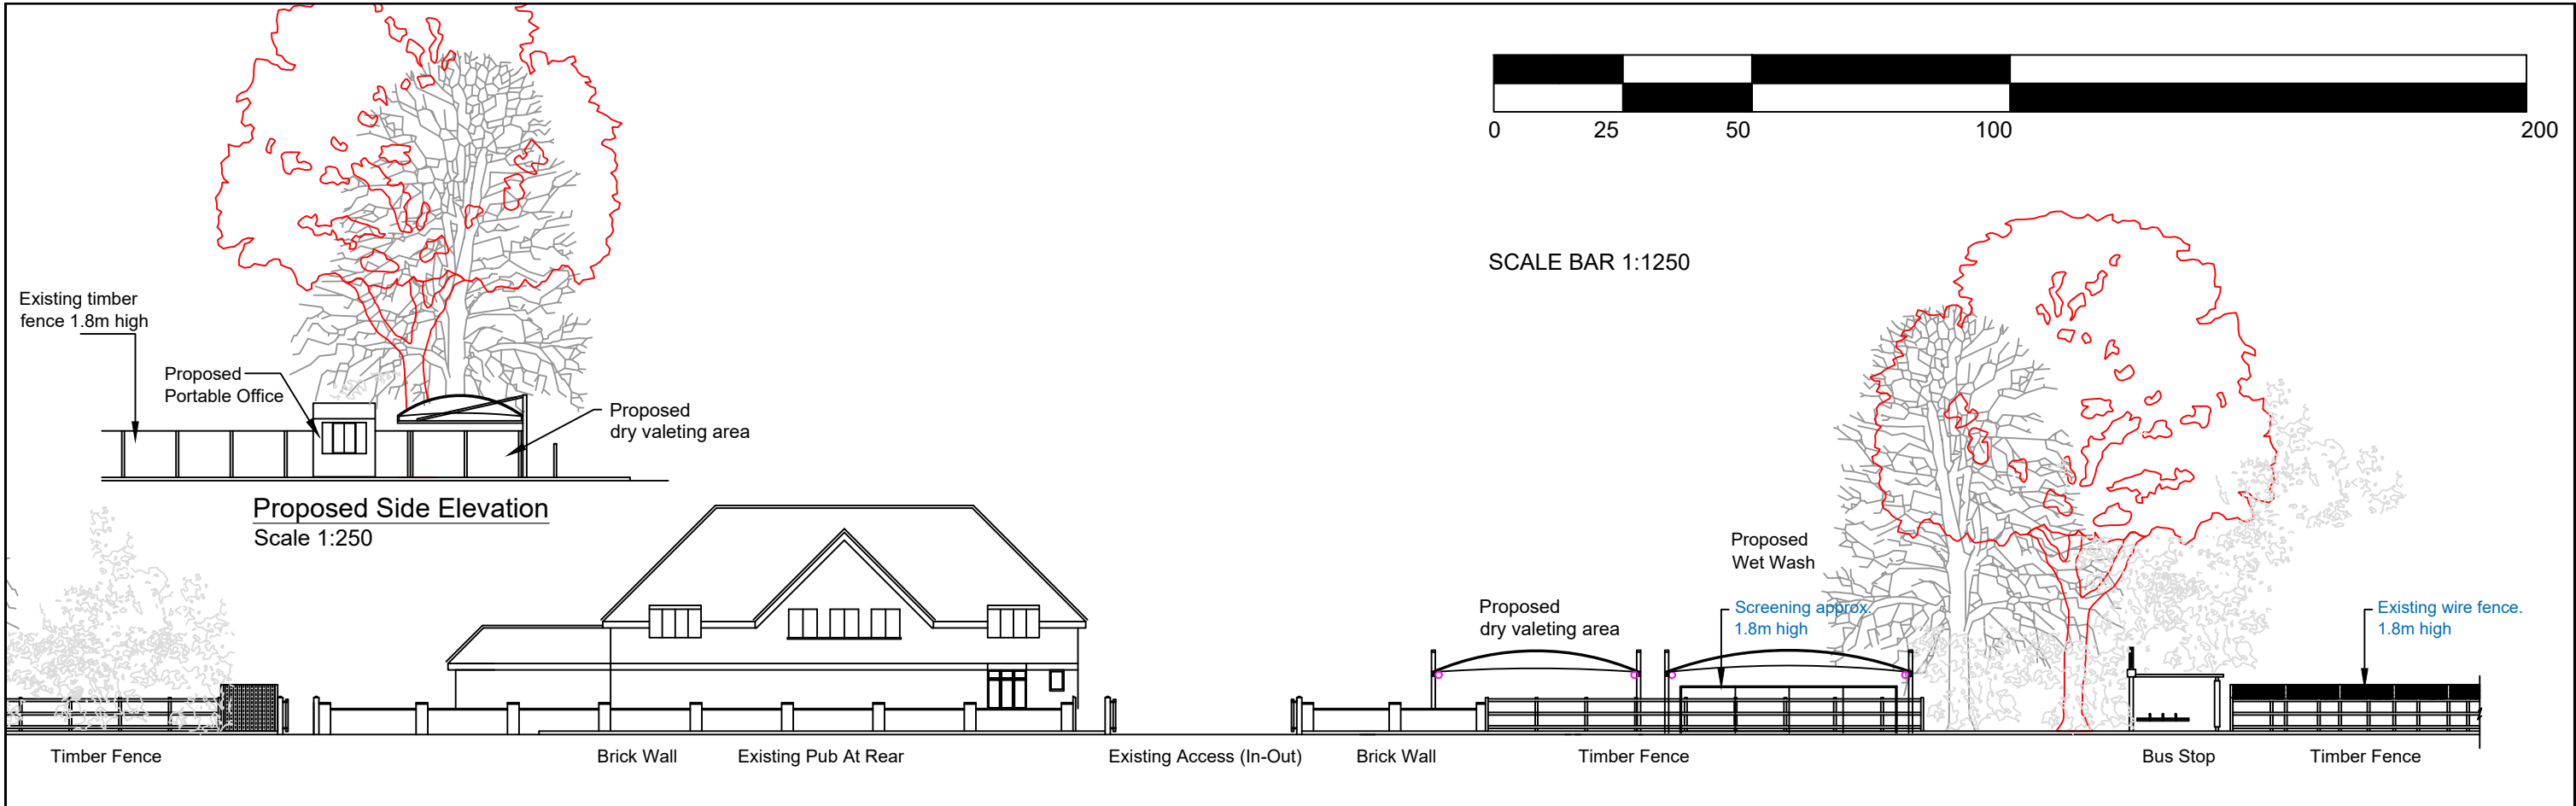 0 25 50 100 200
SCALE BAR 1:1250
Existing timber
fence 1.8m high
Proposed
Portable Office
Proposed
dry valeting area
Proposed Side Elevation
Scale 1:250
Proposed
Wet Wash
Proposed
dry valeting area
Screening approx.
1.8m high
Existing wire fence.
1.8m high
Timber Fence
Brick Wall
Existing Pub At Rear
Existing Access (In-Out)
Brick Wall
Timber Fence
Bus Stop
Timber Fence